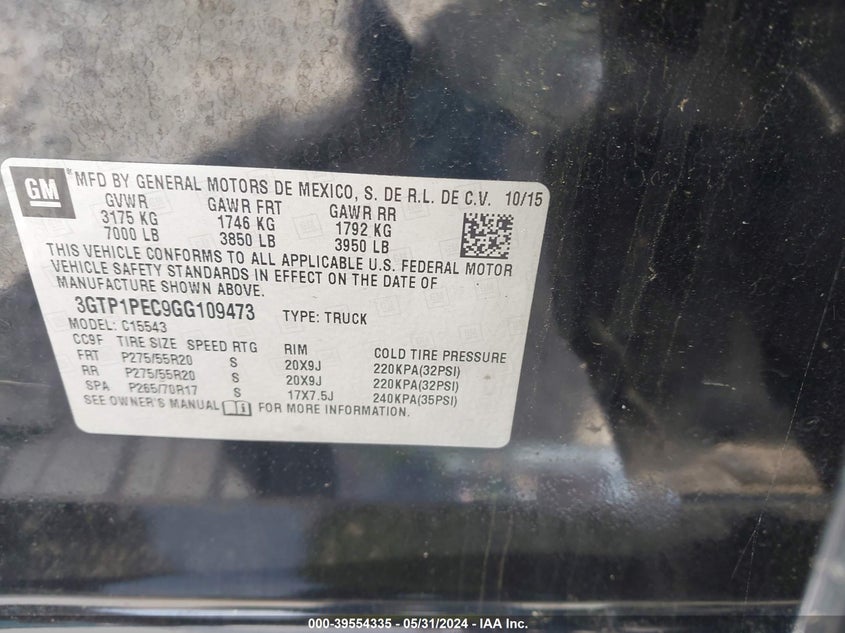 GM
MFD BY GENERAL MOTORS DE MEXICO, S. DE R.L. DE C.V. 10/15
GVWR GAWR FRT GAWR RR
3175 KG 1746 KG 1792 KG
7000 LB 3850 LB 3950 LB
THIS VEHICLE CONFORMS TO ALL APPLICABLE U.S. FEDERAL MOTOR
VEHICLE SAFETY STANDARDS IN EFFECT ON THE DATE OF
MANUFACTURE SHOWN ABOVE.
3GTP1PEC9GG109473 TYPE: TRUCK
MODEL: C15543
CC9F TIRE SIZE SPEED RTG RIM COLD TIRE PRESSURE
FRT P275/55R20 S 20X9J 220KPA(32PSI)
RR P275/55R20 S 20X9J 220KPA(32PSI)
SPA P265/70R17 S 17X7.5J 240KPA(35PSI)
SEE OWNER'S MANUAL FOR MORE INFORMATION.
000-39554335 - 05/31/2024 - IAA Inc.